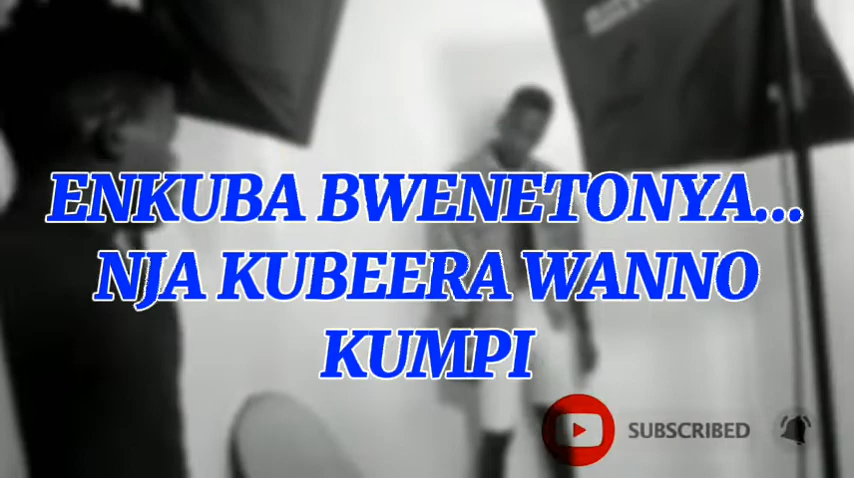 ENKUBA BWENETONYA...
NJA KUBEERA WANNO
KUMPI
SUBSCRIBED